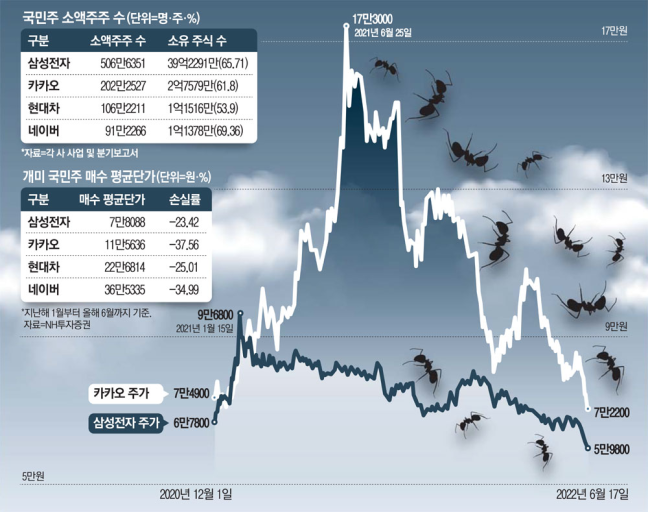 국민주 소액주주 수(단위=명·주·%)
구분 소액주주 수 소유 주식 수
삼성전자 506만6351 39억2291만(65.71)
카카오 202만2527 2억7579만(61.8)
현대차 106만2211 1억1516만(53.9)
네이버 91만2266 1억1378만(69.36)
*자료=각 사 사업 및 분기보고서
개미 국민주 매수 평균단가(단위=원·%)
구분 매수 평균단가 손실률
삼성전자 7만8088 -23.42
카카오 11만5636 -37.56
현대차 22만6814 -25.01
네이버 36만5335 -34.99
*지난해 1월부터 올해 6월까지 기준.
자료=NH투자증권
17만3000
2021년 6월 25일
17만원
13만원
9만6800
2021년 1월 15일
9만원
카카오 주가 7만4900
삼성전자 주가 6만7800
7만2200
5만9800
5만원
2020년 12월 1일
2022년 6월 17일